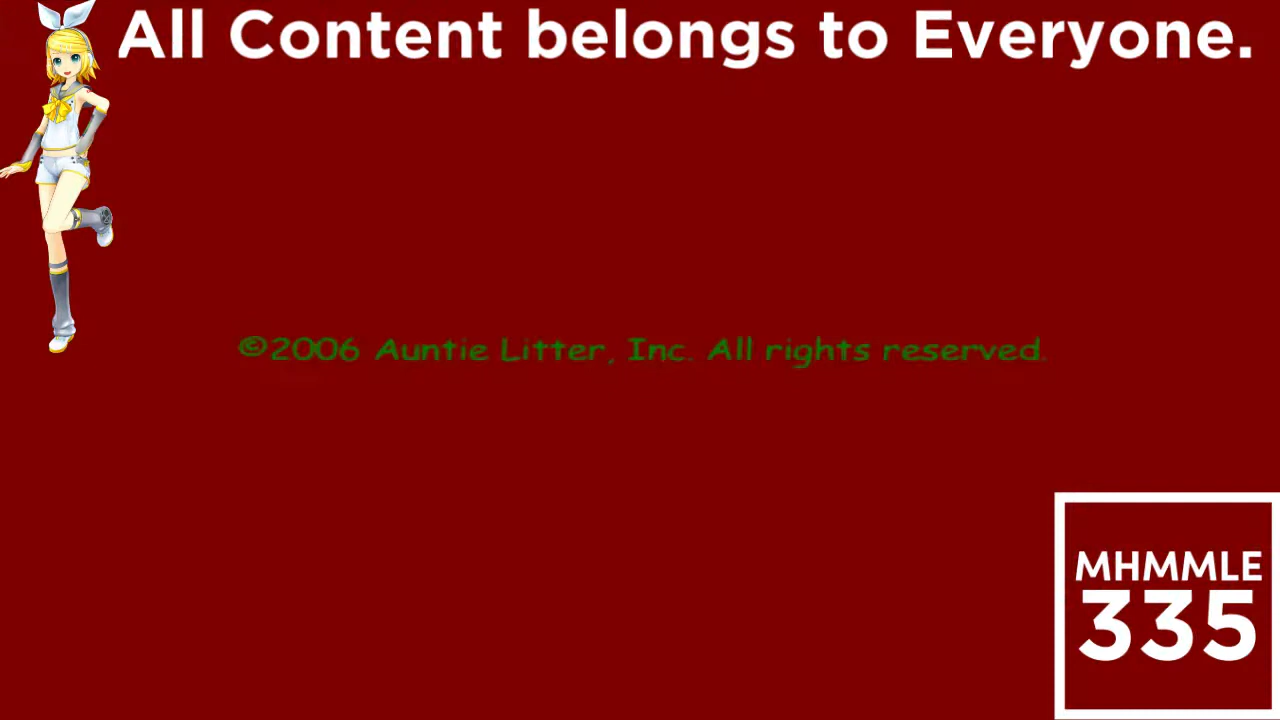 All Content belongs to Everyone.
©2006 Auntie Litter, Inc. All rights reserved.
MHMMLE
335